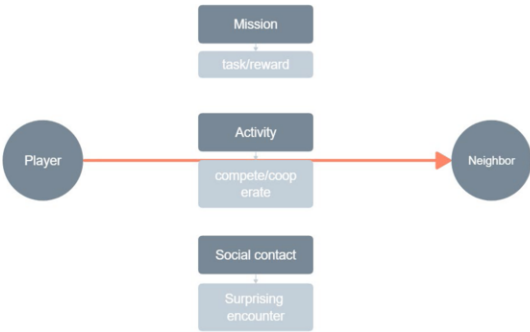 Mission
task/reward
Player
Activity
compete/coop
erate
Neighbor
Social contact
Surprising
encounter